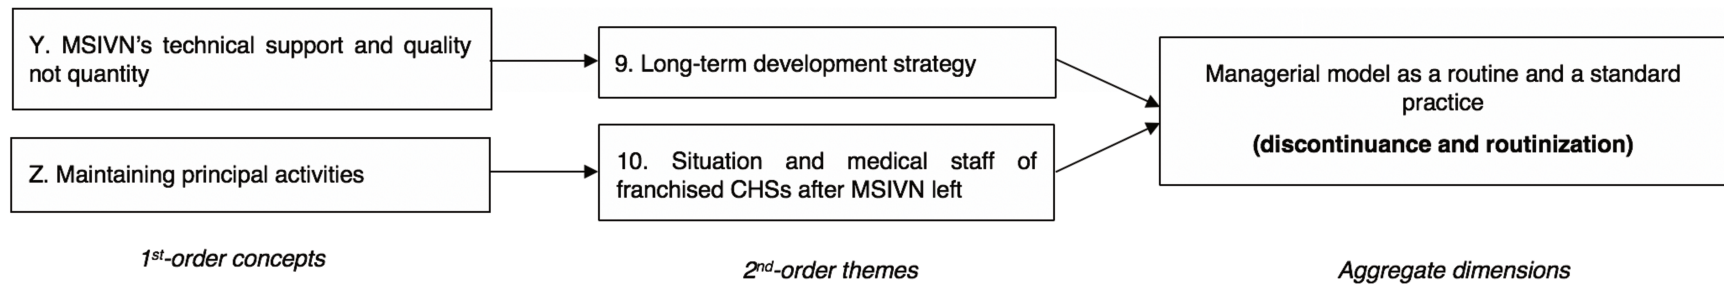 Y. MSIVN's technical support and quality
not quantity
9. Long-term development strategy
Managerial model as a routine and a standard
practice
(discontinuance and routinization)
Z. Maintaining principal activities
10. Situation and medical staff of
franchised CHSs after MSIVN left
1st-order concepts
2nd-order themes
Aggregate dimensions